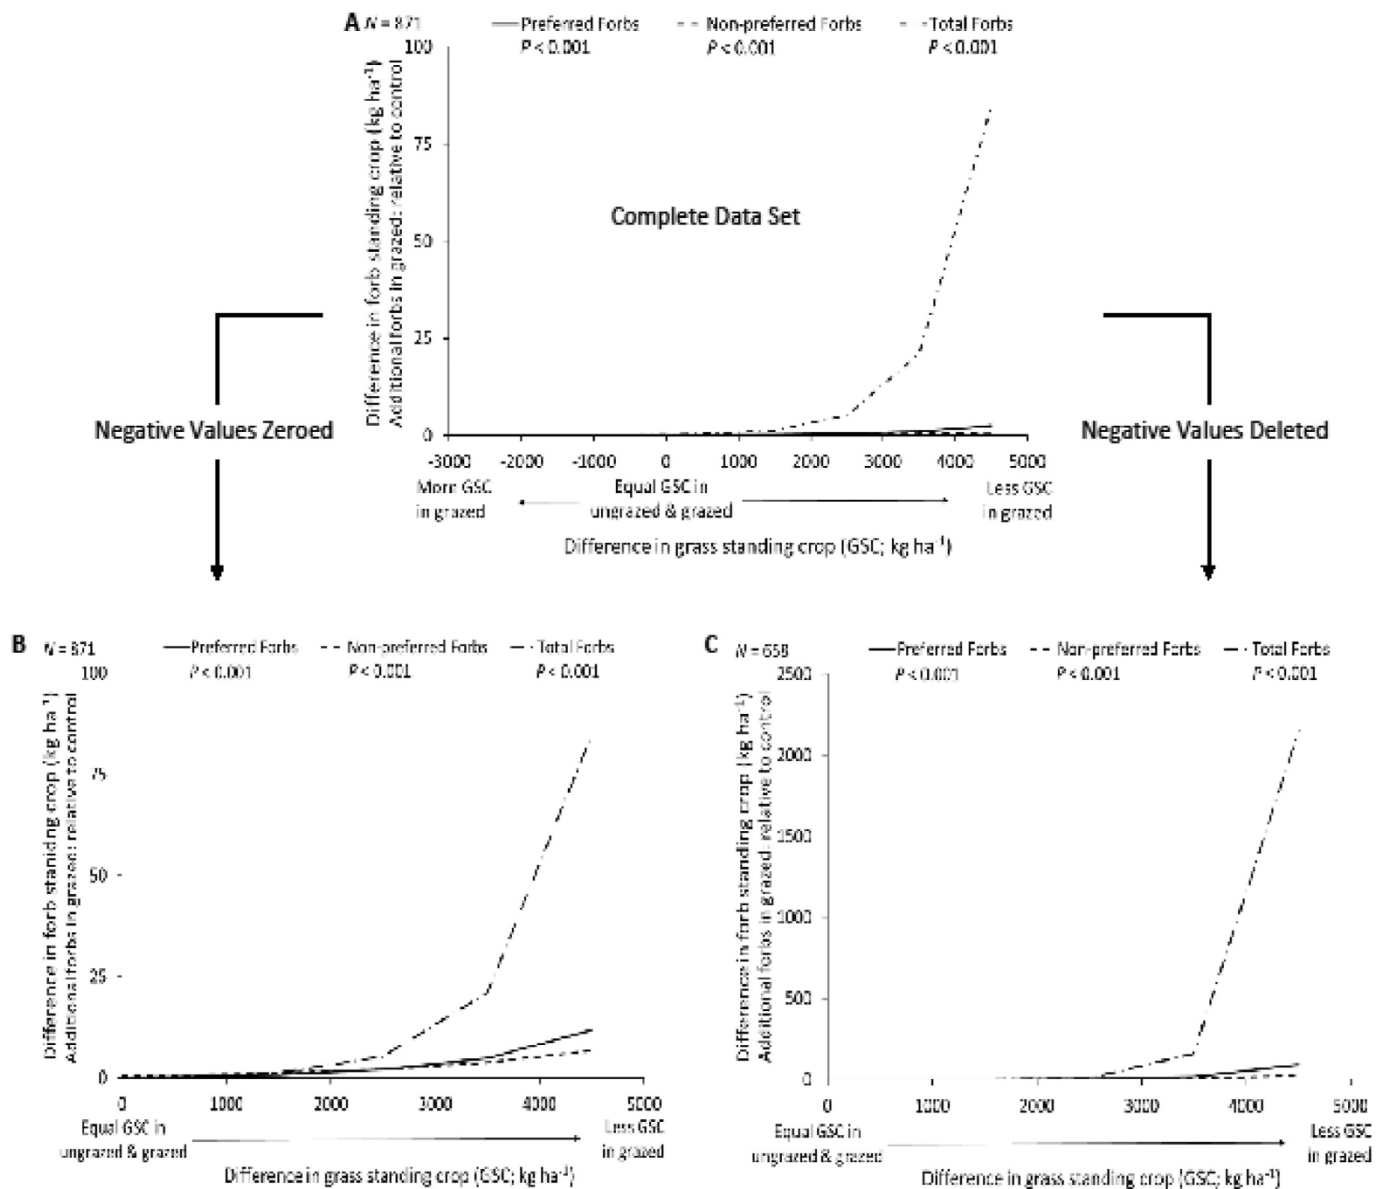 A N = 871 Preferred Forbs Non-preferred Forbs Total Forbs
P < 0.001 P < 0.001 P < 0.001
Difference in forb standing crop (kg ha⁻¹)
Additional forbs in grazed: relative to control
100
75
50
25
0
Complete Data Set
-3000 -2000 -1000 0 1000 2000 3000 4000 5000
More GSC in grazed
Equal GSC in ungrazed & grazed
Less GSC in grazed
Difference in grass standing crop (GSC; kg ha⁻¹)
Negative Values Zeroed
Negative Values Deleted
B N = 871 Preferred Forbs Non-preferred Forbs Total Forbs
P < 0.001 P < 0.001 P < 0.001
Difference in forb staniding crop (kg ha⁻¹)
Additional forbs in grazed: relative to control
100
75
50
25
0
0 1000 2000 3000 4000 5000
Equal GSC in ungrazed & grazed
Less GSC in grazed
Difference in grass standing crop (GSC; kg ha⁻¹)
C N = 658 Preferred Forbs Non-preferred Forbs Total Forbs
P < 0.001 P < 0.001 P < 0.001
Difference in forb standing crop (kg ha⁻¹)
Additional forbs in grazed: relative to control
2500
2000
1500
1000
500
0
0 1000 2000 3000 4000 5000
Equal GSC in ungrazed & grazed
Less GSC in grazed
Difference in grass standing crop (GSC; kg ha⁻¹)